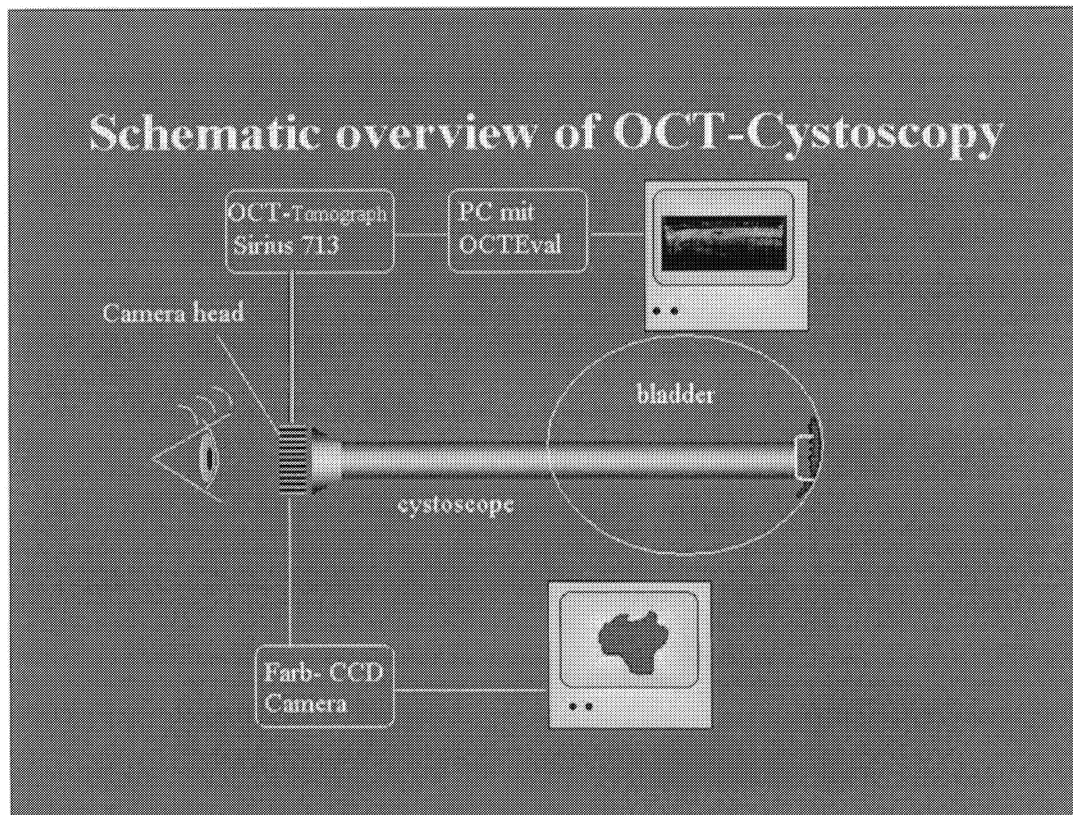 Schematic overview of OCT-Cystoscopy
OCT-Tomograph
Sirius 713
PC mit
OCTEval
Camera head
bladder
cystoscope
Farb- CCD
Camera